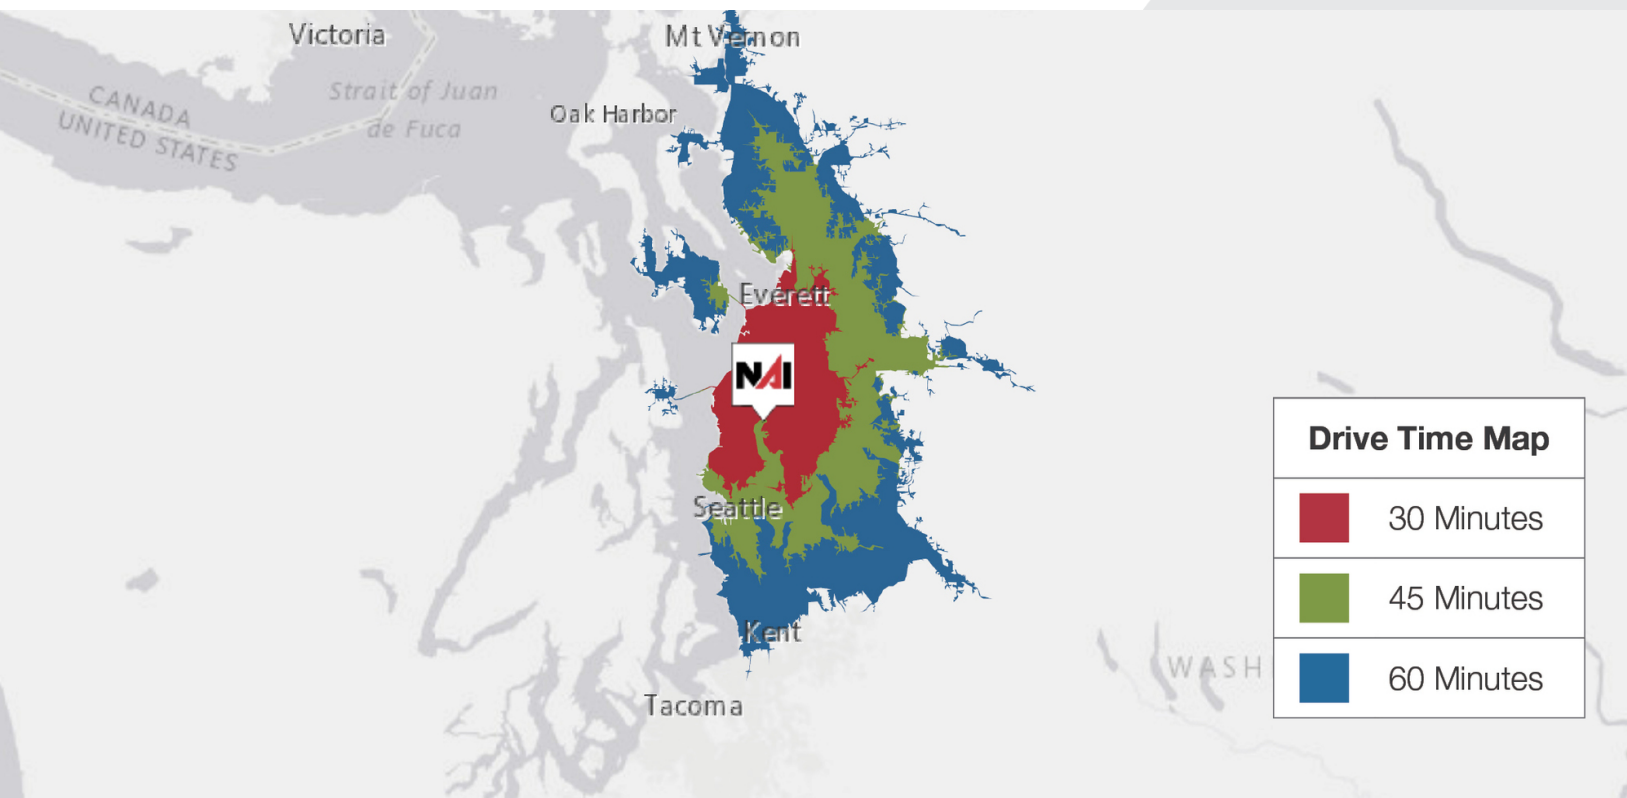 Victoria
Mt Vernon
CANADA
UNITED STATES
Strait of Juan
de Fuca
Oak Harbor
Everett
NAI
Seattle
Kent
Tacoma
WASHI
Drive Time Map
30 Minutes
45 Minutes
60 Minutes